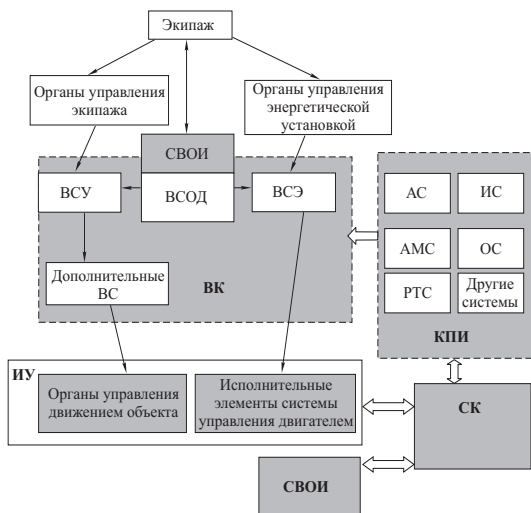 Экипаж
Органы управления
экипажа
Органы управления
энергетической
установкой
СВОИ
ВСУ
ВСОД
ВСЭ
Дополнительные
ВС
ВК
АС
ИС
АМС
ОС
РТС
Другие
системы
КПИ
ИУ
Органы управления
движением объекта
Исполнительные
элементы системы
управления двигателем
СК
СВОИ